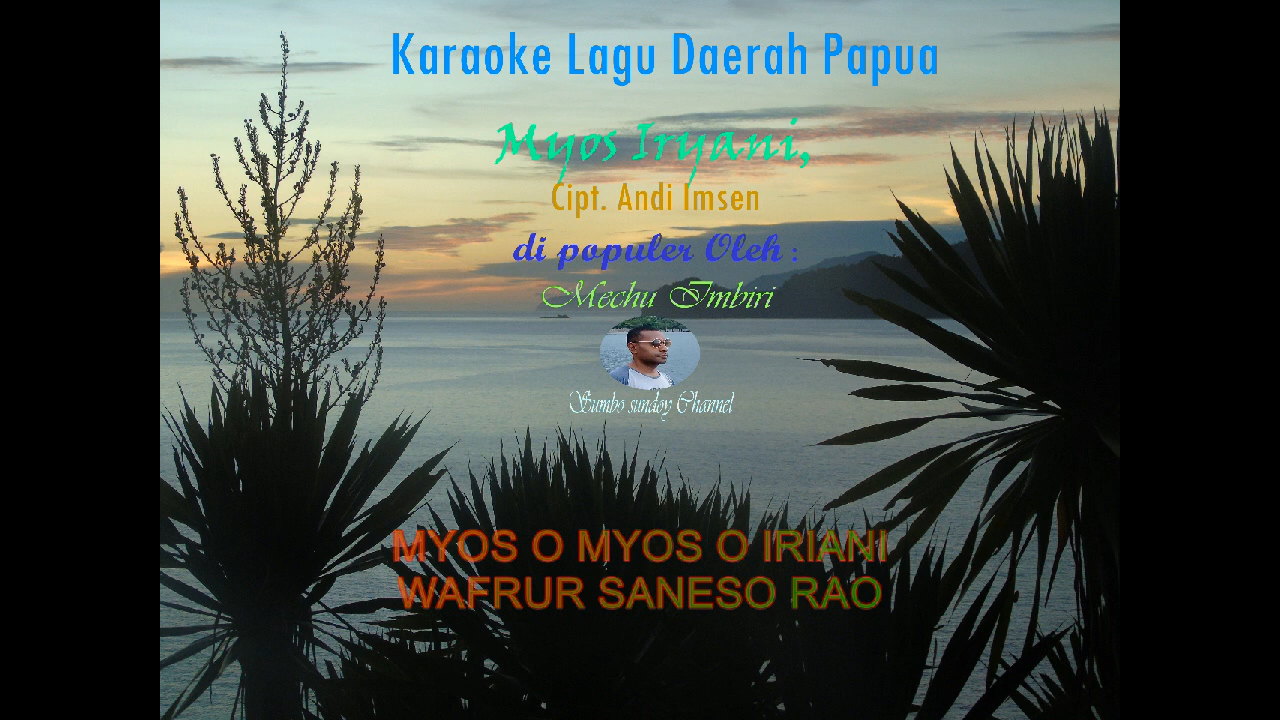 Karaoke Lagu Daerah Papua
Myos Iryani,
Cipt. Andi Imsen
di populer Oleh :
Mechu Imbiri
Sumbo sundoy Channel
MYOS O MYOS O IRIANI
WAFRUR SANESO RAO